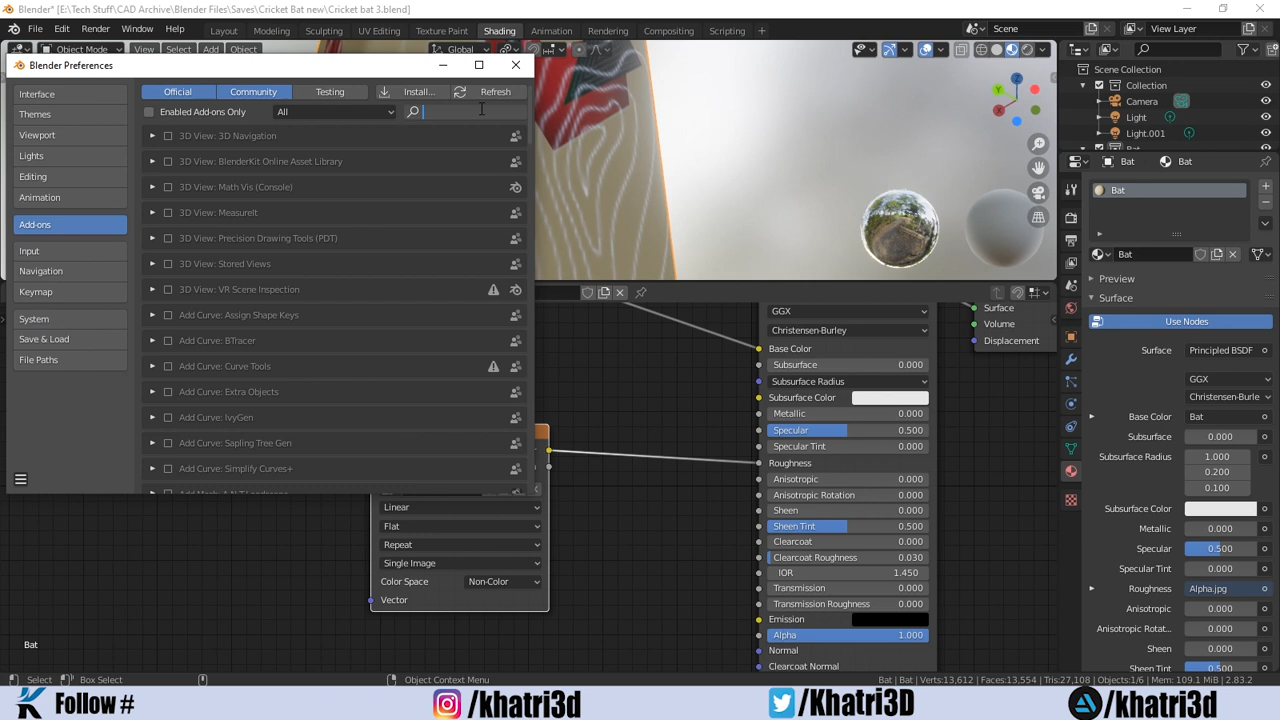 Blender* [E:\Tech Stuff\CAD Archive\Blender Files\Saves\Cricket Bat new\Cricket bat 3.blend]
File Edit Render Window Help Layout Modeling Sculpting UV Editing Texture Paint Shading Animation Rendering Compositing Scripting Scene View Layer
Object Mode View Select Add Object Global
Blender Preferences
Interface
Themes
Viewport
Lights
Editing
Animation
Add-ons
Input
Navigation
Keymap
System
Save & Load
File Paths
Official Community Testing Install... Refresh
Enabled Add-ons Only All
3D View: 3D Navigation
3D View: BlenderKit Online Asset Library
3D View: Math Vis (Console)
3D View: MeasureIt
3D View: Precision Drawing Tools (PDT)
3D View: Stored Views
3D View: VR Scene Inspection
Add Curve: Assign Shape Keys
Add Curve: BTracer
Add Curve: Curve Tools
Add Curve: Extra Objects
Add Curve: IvyGen
Add Curve: Sapling Tree Gen
Add Curve: Simplify Curves+
X
Y
Z
Linear
Flat
Repeat
Single Image
Color Space Non-Color
Vector
Bat
GGX
Christensen-Burley
Base Color
Subsurface 0.000
Subsurface Radius
Subsurface Color
Metallic 0.000
Specular 0.500
Specular Tint 0.000
Roughness
Anisotropic 0.000
Anisotropic Rotation 0.000
Sheen 0.000
Sheen Tint 0.500
Clearcoat 0.000
Clearcoat Roughness 0.030
IOR 1.450
Transmission 0.000
Transmission Roughness 0.000
Emission
Alpha 1.000
Normal
Clearcoat Normal
Surface
Volume
Displacement
Scene Collection
Collection
Camera
Light
Light.001
Bat
Bat Bat
Bat
Bat
Preview
Surface
Use Nodes
Surface Principled BSDF
GGX
Christensen-Burle
Base Color Bat
Subsurface 0.000
Subsurface Radius 1.000
0.200
0.100
Subsurface Color
Metallic 0.000
Specular 0.500
Specular Tint 0.000
Roughness Alpha.jpg
Anisotropic 0.000
Anisotropic Rotat... 0.000
Sheen 0.000
Sheen Tint 0.500
Select Box Select Object Context Menu Bat | Bat | Verts:13,612 | Faces:13,554 | Tris:27,108 | Objects:1/6 | Mem: 109.1 MiB | 2.83.2
Follow # /khatri3d /Khatri3D /khatri3d